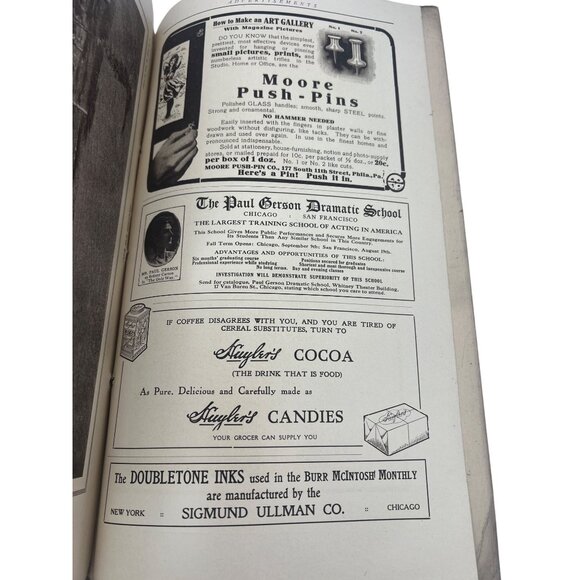 ADVERTISEMENTS
How to Make an ART GALLERY
With Magazine Pictures
No. 1 No. 2
DO YOU KNOW that the simplest,
prettiest, most effective devices ever
invented for hanging or pinning
small pictures, prints, and
numberless artistic trifles in the
Studio, Home or Office, are the
Moore
Push-Pins
Polished GLASS handles; smooth, sharp STEEL points.
Strong and ornamental.
NO HAMMER NEEDED
Easily inserted with the fingers in plaster walls or fine
woodwork without disfiguring, like tacks. They can be with-
drawn and used over again. In use in the finest homes and
pronounced indispensable.
Sold at stationery, house-furnishing, notion and photo-supply
stores, or mailed prepaid for 10c. per packet of ½ doz., or 20c.
per box of 1 doz. No. 1 or No. 2 like cuts.
MOORE PUSH-PIN CO., 177 South 11th Street, Phila., Pa.
Here's a Pin! Push it In.
The Paul Gerson Dramatic School
CHICAGO : SAN FRANCISCO
THE LARGEST TRAINING SCHOOL OF ACTING IN AMERICA
This School Gives More Public Performances and Secures More Engagements for
Its Students Than Any Similar School in This Country.
Fall Term Opens: Chicago, September 9th; San Francisco, August 19th.
ADVANTAGES AND OPPORTUNITIES OF THIS SCHOOL:
Six months' graduating course
Positions secured for graduates
Professional experience while studying
Shortest and most thorough and inexpensive course
No long terms. Day and evening classes
INVESTIGATION WILL DEMONSTRATE SUPERIORITY OF THIS SCHOOL
Send for catalogue. Paul Gerson Dramatic School, Whitney Theater Building,
17 Van Buren St., Chicago, stating which school you care to attend.
MR. PAUL GERSON
in "The Only Way."
IF COFFEE DISAGREES WITH YOU, AND YOU ARE TIRED OF
CEREAL SUBSTITUTES, TURN TO
Huyler's COCOA
(THE DRINK THAT IS FOOD)
As Pure, Delicious and Carefully made as
Huyler's CANDIES
YOUR GROCER CAN SUPPLY YOU
Huyler's
The DOUBLETONE INKS used in the BURR MCINTOSH MONTHLY
are manufactured by the
NEW YORK :: SIGMUND ULLMAN CO. :: CHICAGO